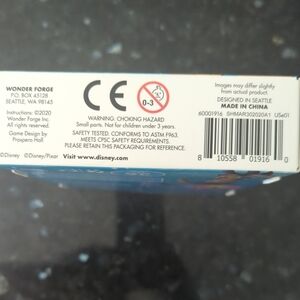 WONDER FORGE
P.O. BOX 45128
SEATTLE, WA 98145
Instructions: ©2020
Wonder Forge Inc.
All rights reserved.
Game Design by
Prospero Hall
©Disney ©Disney/Pixar
CE
0-3
WARNING: CHOKING HAZARD
Small parts. Not for children under 3 years.
SAFETY TESTED. CONFORMS TO ASTM F963.
MEETS CPSC SAFETY REQUIREMENTS.
PLEASE RETAIN THIS PACKAGING FOR REFERENCE.
Visit www.disney.com
Images may differ slightly
from actual product.
DESIGNED IN SEATTLE
MADE IN CHINA
60001916 SHMAR302020A1 USv01
8 10558 01916 0